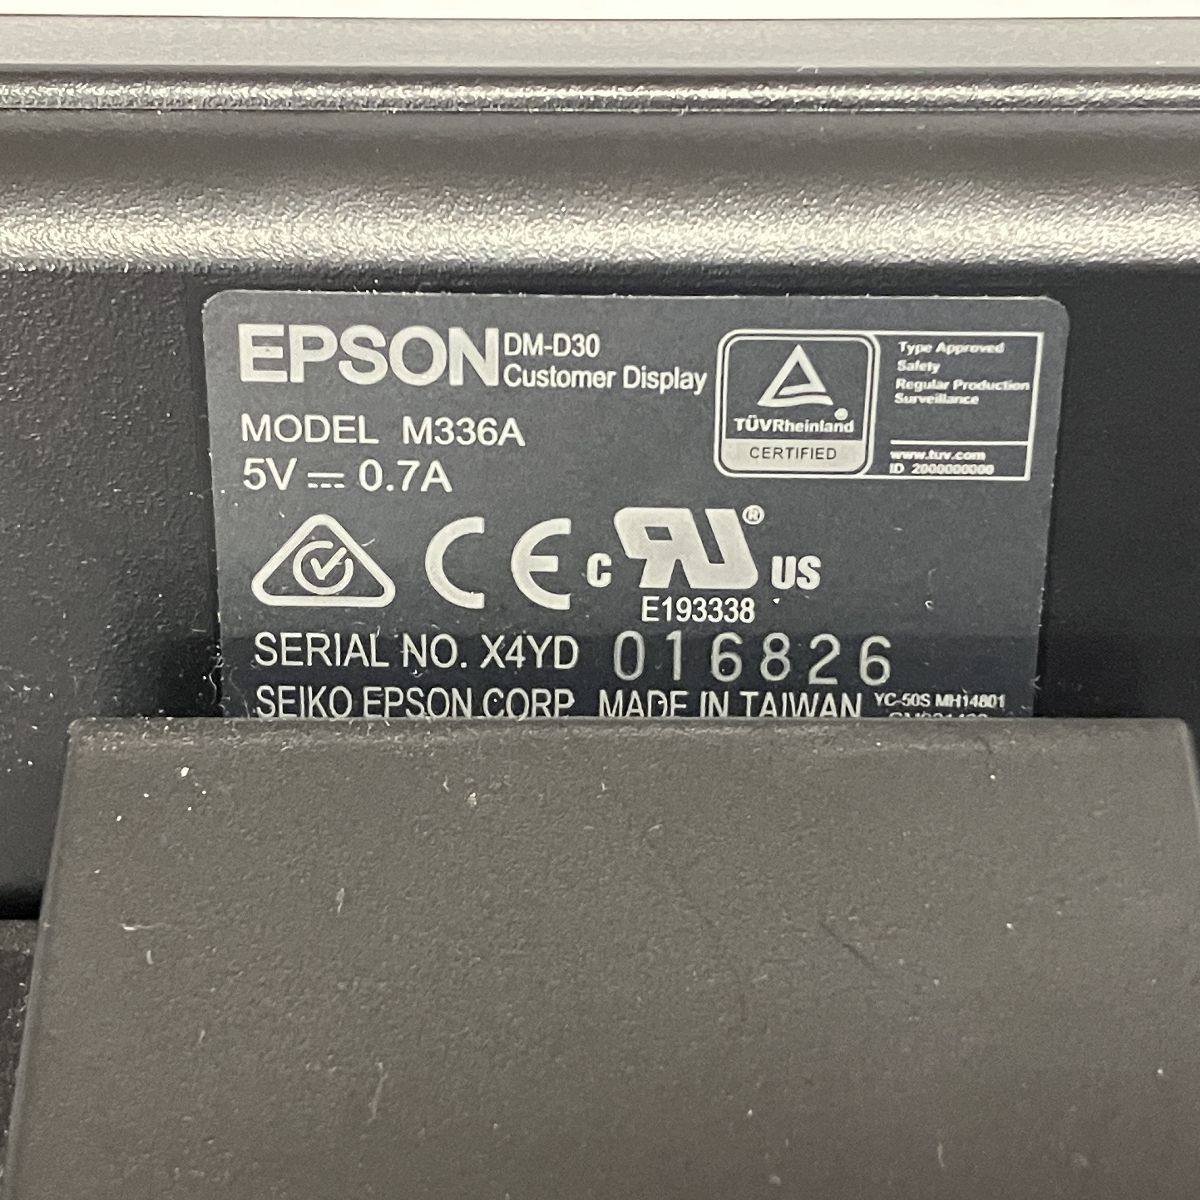 EPSON DM-D30
Customer Display
MODEL M336A
5V ⎓ 0.7A
TÜVRheinland®
CERTIFIED
Type Approved
Safety
Regular Production
Surveillance
www.tuv.com
ID 2000000000
CE
c RU® US
E193338
SERIAL NO. X4YD 016826
SEIKO EPSON CORP. MADE IN TAIWAN YC-50S MH14801